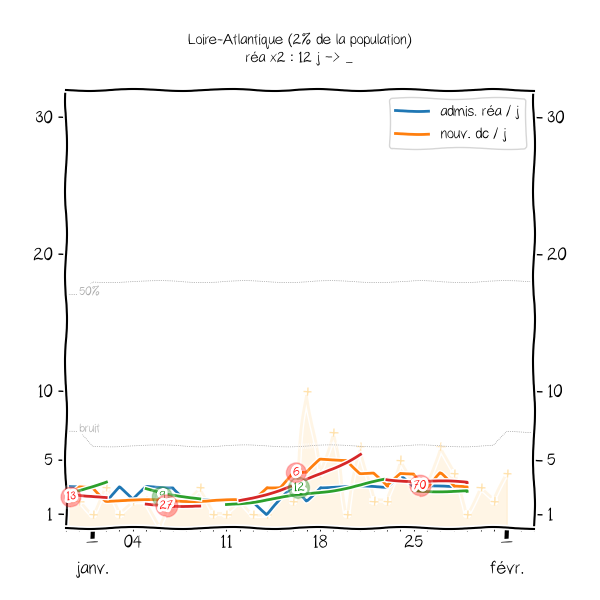 Loire-Atlantique (2% de la population)
réa x2 : 12 j -> _
admis. réa / j
nouv. dc / j
30
30
20
20
50%
10
10
bruit
5
5
6
12
70
13
27
1
1
04
11
18
25
janv.
févr.